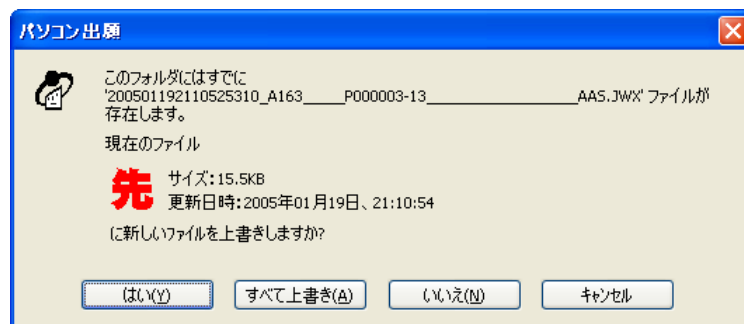 パソコン出願
このフォルダにはすでに
'200501192110525310_A163_____P000003-13__________________AAS.JWX' ファイルが
存在します。
現在のファイル
先
サイズ:15.5KB
更新日時:2005年01月19日、21:10:54
に新しいファイルを上書きしますか?
はい(Y) すべて上書き(A) いいえ(N) キャンセル